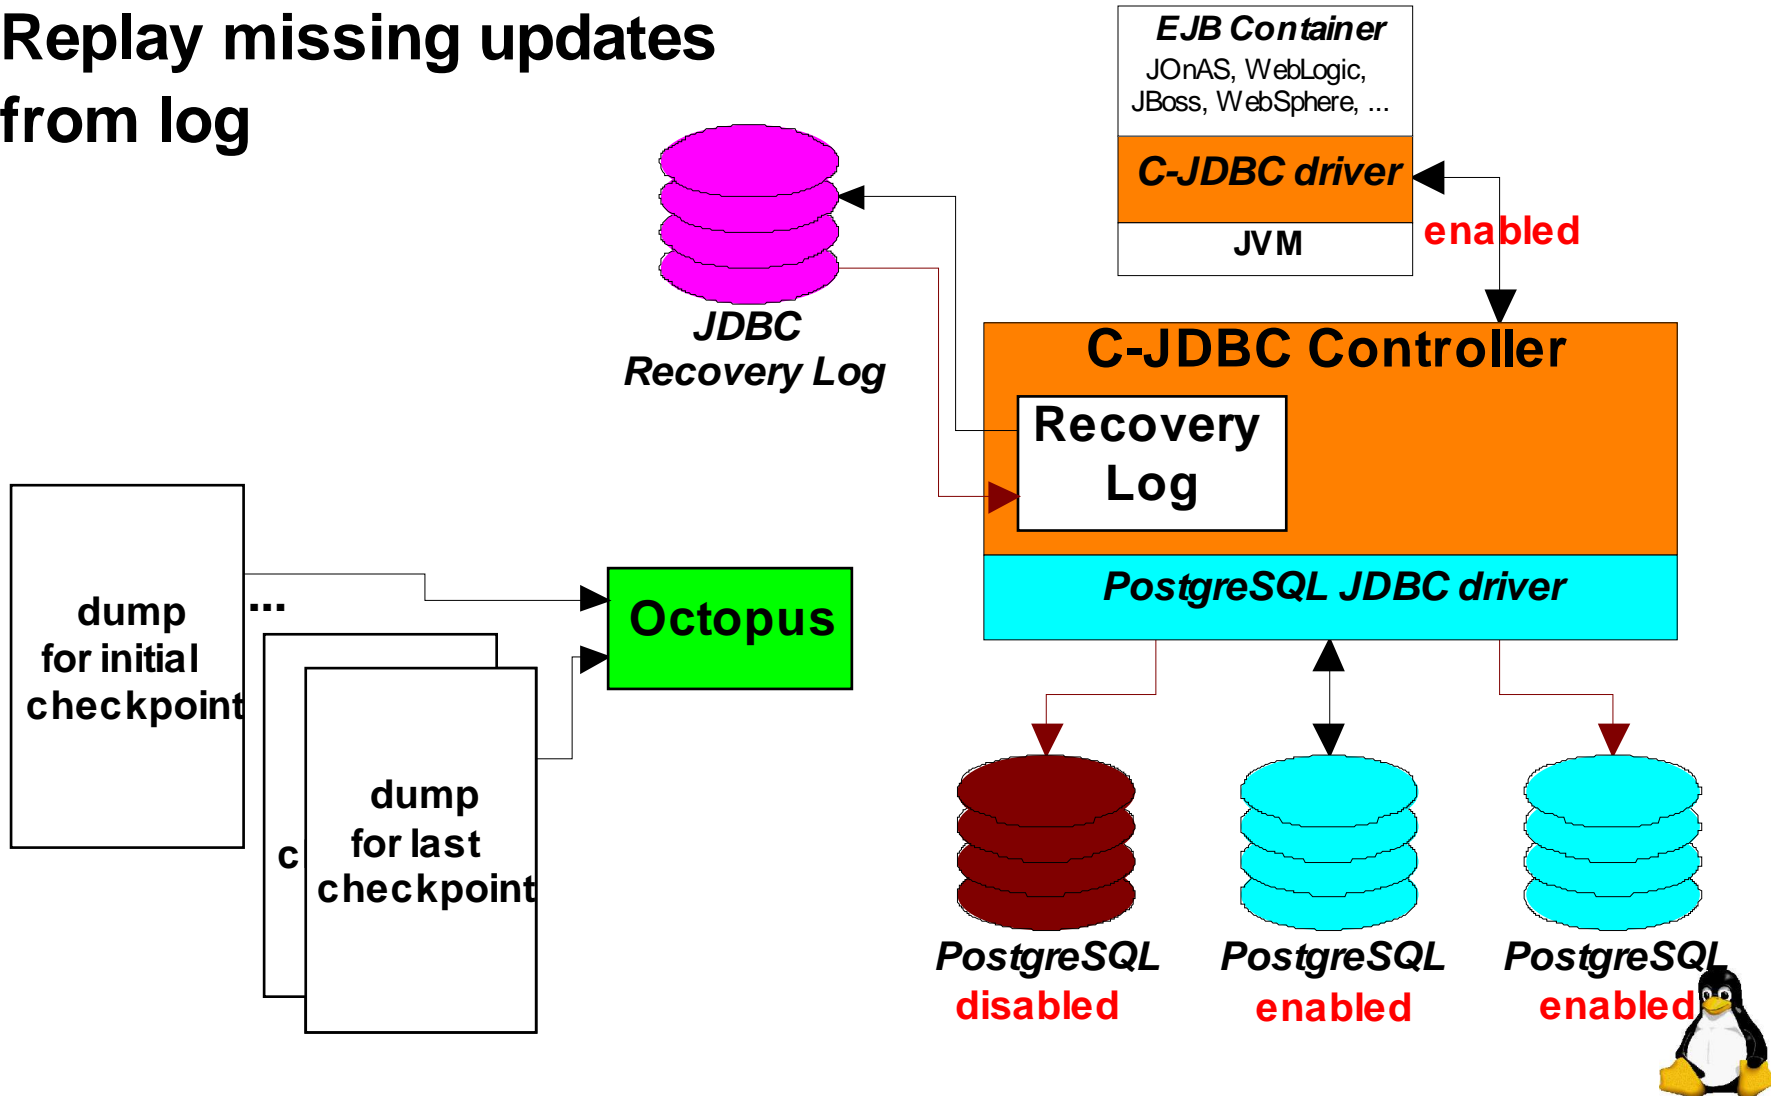 Replay missing updates
from log
EJB Container
JOnAS, WebLogic,
JBoss, WebSphere, ...
C-JDBC driver
JVM
enabled
JDBC
Recovery Log
C-JDBC Controller
Recovery
Log
PostgreSQL JDBC driver
dump
for initial
checkpoint
...
c
dump
for last
checkpoint
Octopus
PostgreSQL
disabled
PostgreSQL
enabled
PostgreSQL
enabled